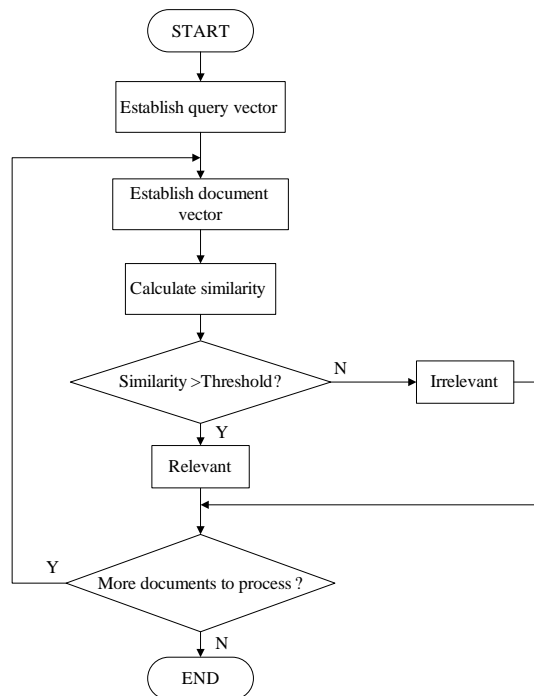 START
Establish query vector
Establish document
vector
Calculate similarity
Similarity >Threshold?
N
Irrelevant
Y
Relevant
Y
More documents to process ?
N
END